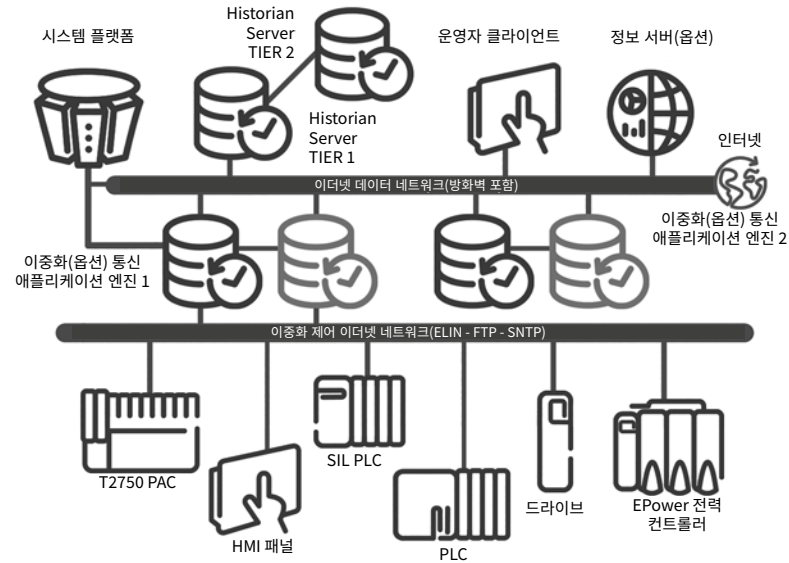 시스템 플랫폼
Historian
Server
TIER 2
Historian
Server
TIER 1
운영자 클라이언트
정보 서버(옵션)
인터넷
이더넷 데이터 네트워크(방화벽 포함)
이중화(옵션) 통신
애플리케이션 엔진 1
이중화(옵션) 통신
애플리케이션 엔진 2
이중화 제어 이더넷 네트워크(ELIN - FTP - SNTP)
T2750 PAC
HMI 패널
SIL PLC
PLC
드라이브
EPower 전력
컨트롤러